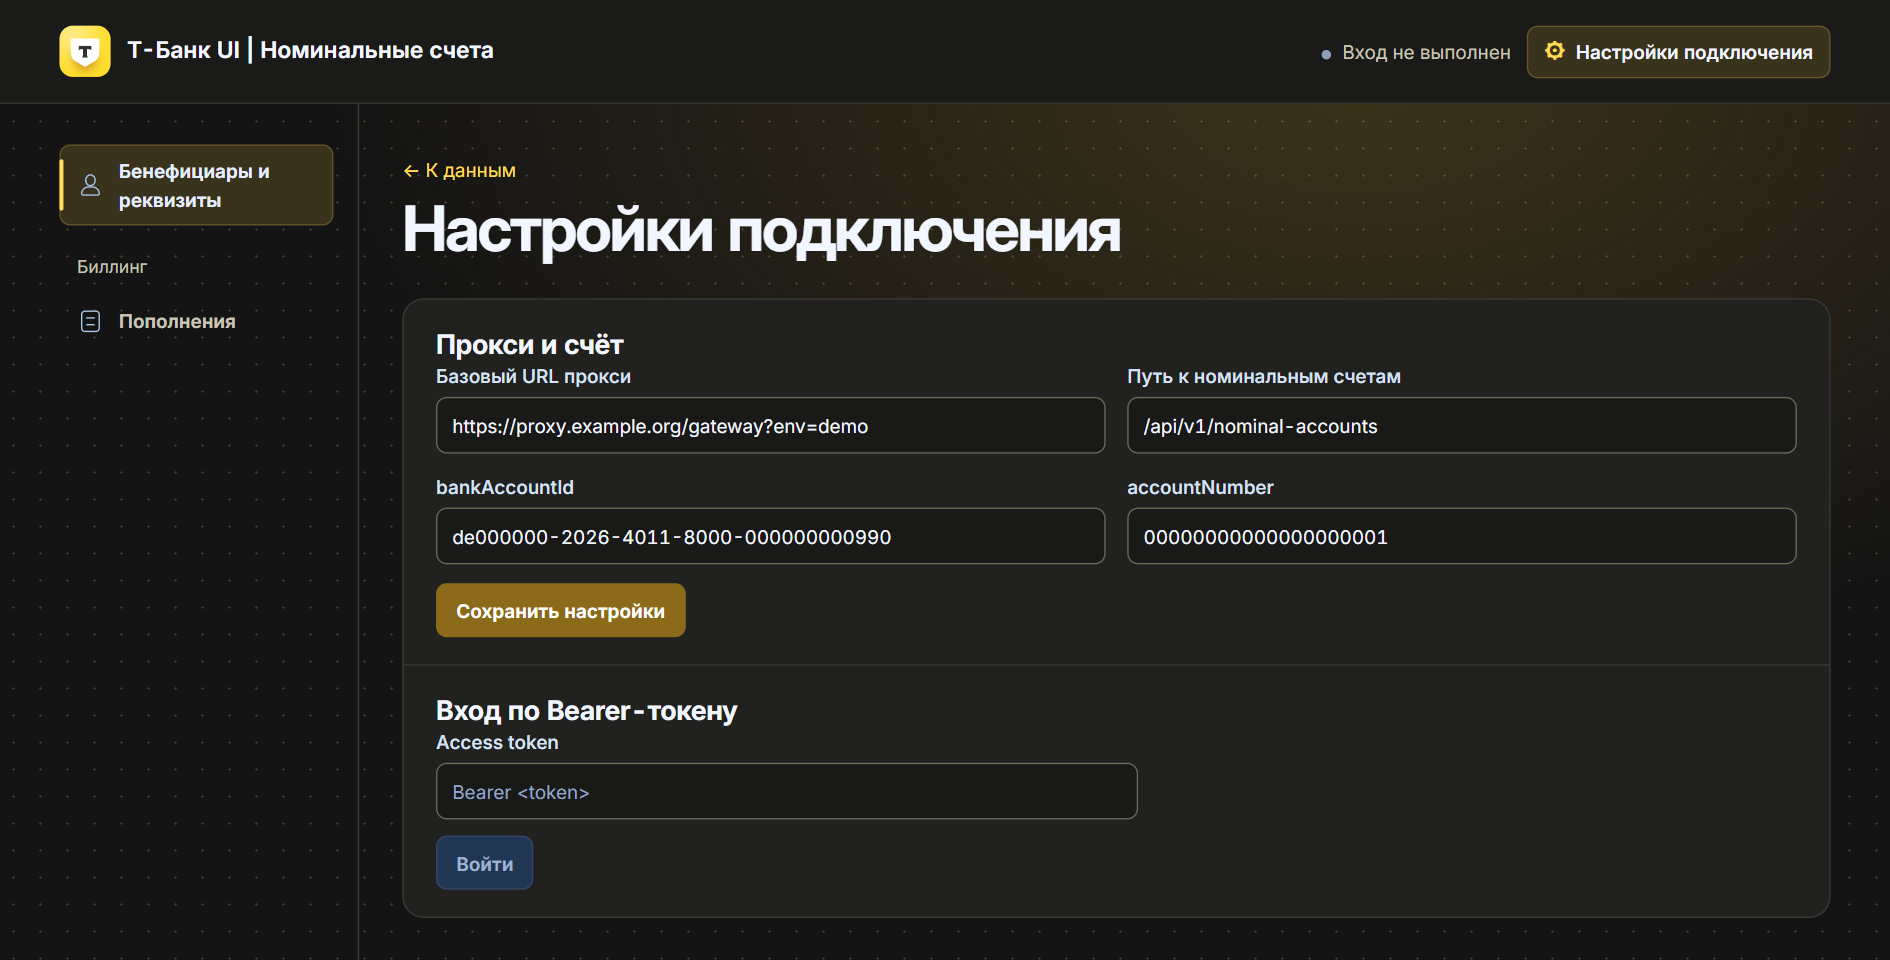 Т-Банк UI | Номинальные счета
Вход не выполнен
Настройки подключения
Бенефициары и
реквизиты
Биллинг
Пополнения
← К данным
Настройки подключения
Прокси и счёт
Базовый URL прокси
https://proxy.example.org/gateway?env=demo
Путь к номинальным счетам
/api/v1/nominal-accounts
bankAccountId
de000000-2026-4011-8000-000000000990
accountNumber
00000000000000000001
Сохранить настройки
Вход по Bearer-токену
Access token
Bearer <token>
Войти